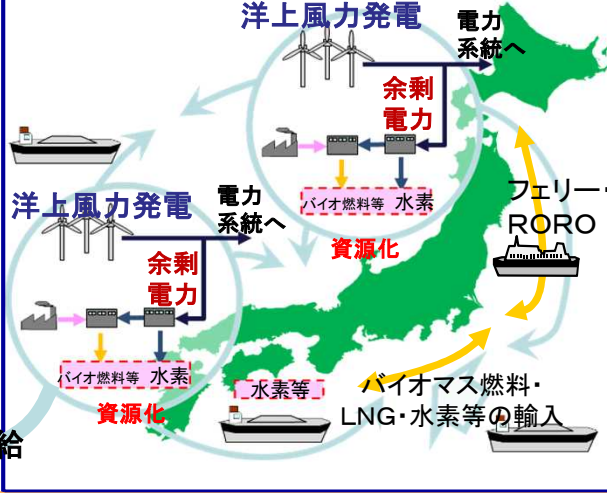 洋上風力発電
電力
系統へ
余剰
電力
バイオ燃料等 水素
資源化
洋上風力発電
電力
系統へ
余剰
電力
バイオ燃料等 水素
資源化
フェリー・
RORO
水素等
バイオマス燃料・
LNG・水素等の輸入
給